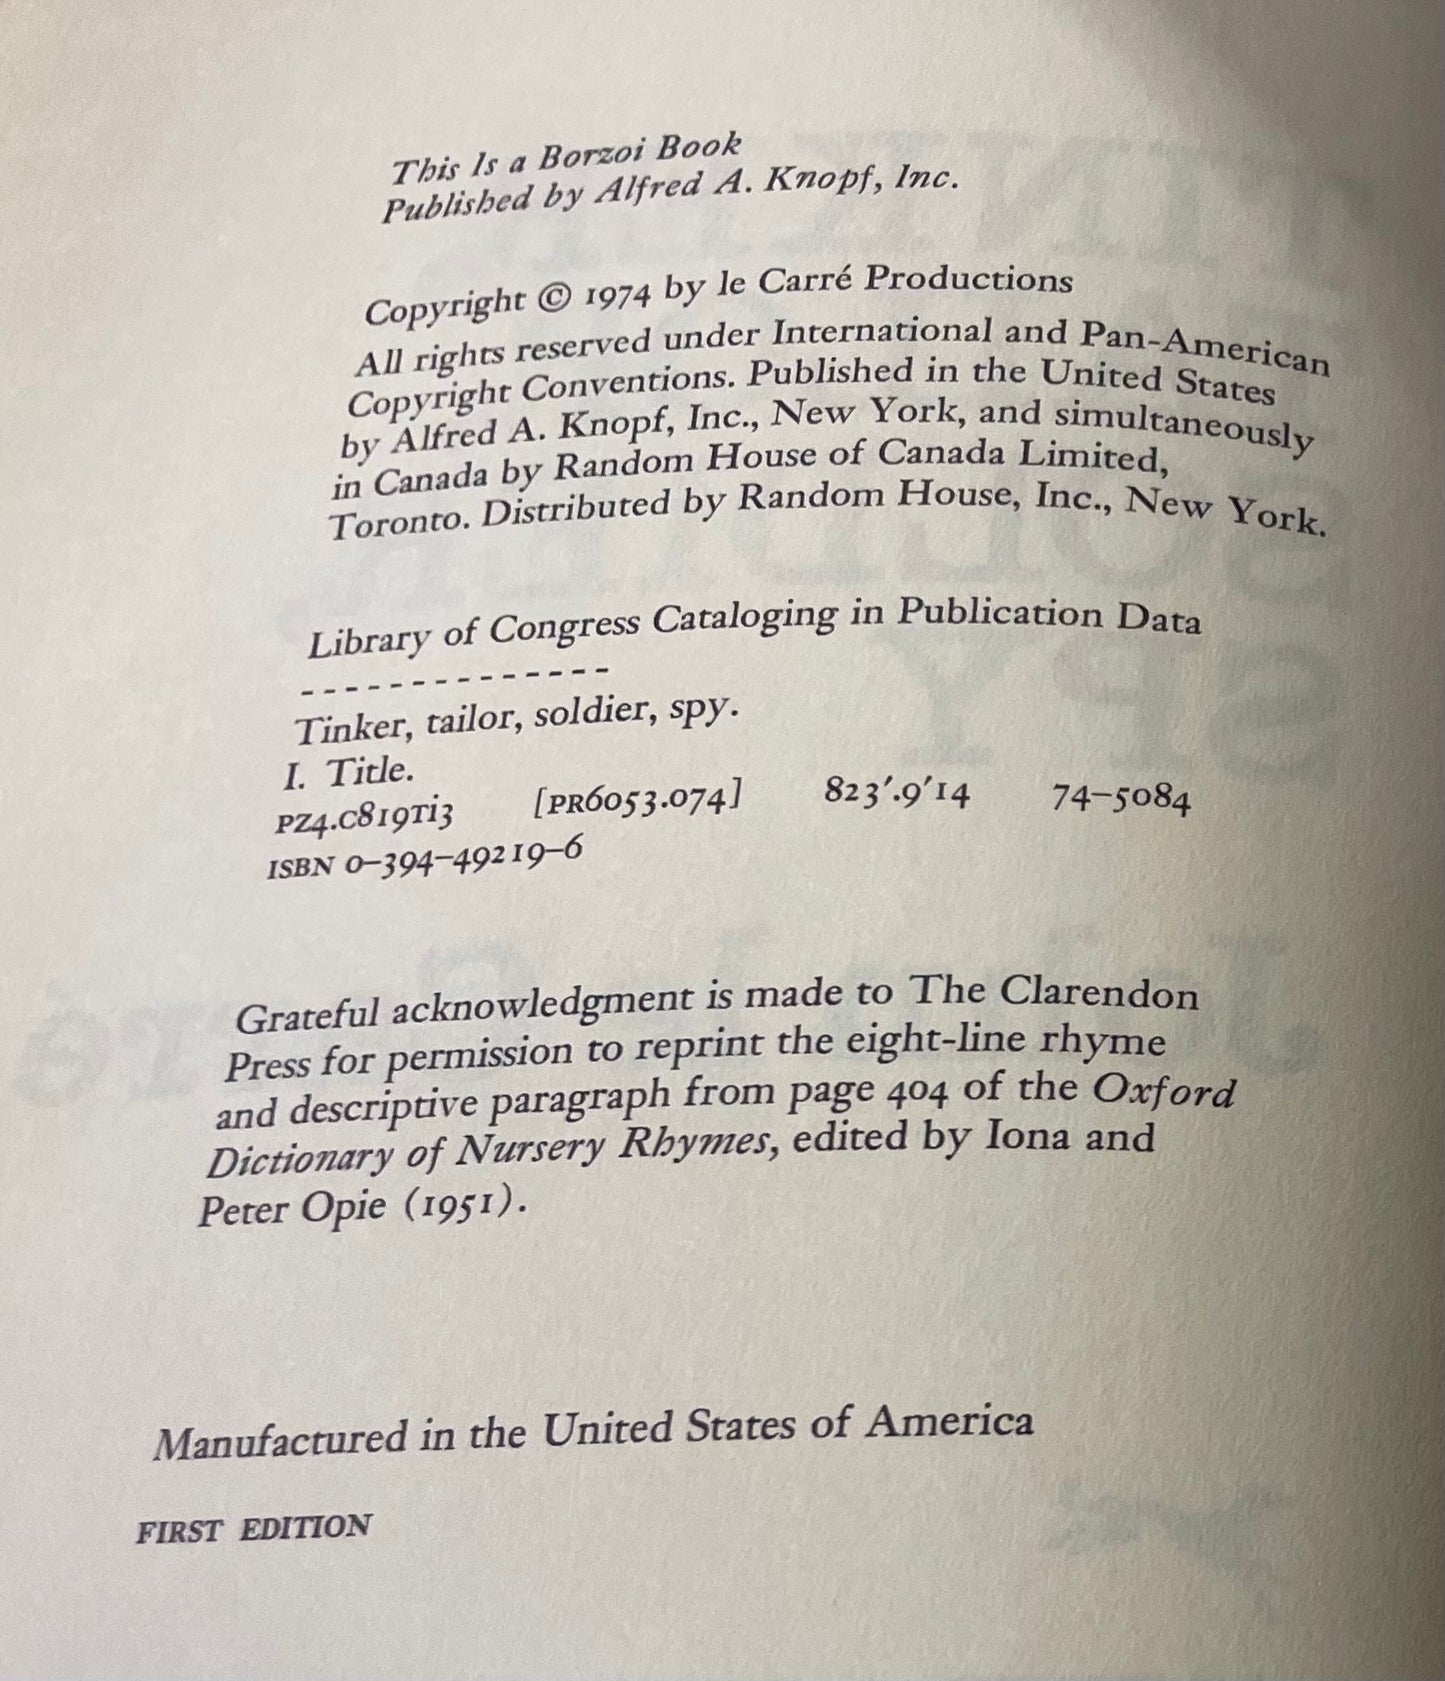 This Is a Borzoi Book
Published by Alfred A. Knopf, Inc.
Copyright © 1974 by le Carré Productions
All rights reserved under International and Pan-American
Copyright Conventions. Published in the United States
by Alfred A. Knopf, Inc., New York, and simultaneously
in Canada by Random House of Canada Limited,
Toronto. Distributed by Random House, Inc., New York.
Library of Congress Cataloging in Publication Data
--------------
Tinker, tailor, soldier, spy.
I. Title.
PZ4.C819Ti3 [PR6053.074] 823'.9'14 74-5084
ISBN 0-394-49219-6
Grateful acknowledgment is made to The Clarendon
Press for permission to reprint the eight-line rhyme
and descriptive paragraph from page 404 of the Oxford
Dictionary of Nursery Rhymes, edited by Iona and
Peter Opie (1951).
Manufactured in the United States of America
FIRST EDITION